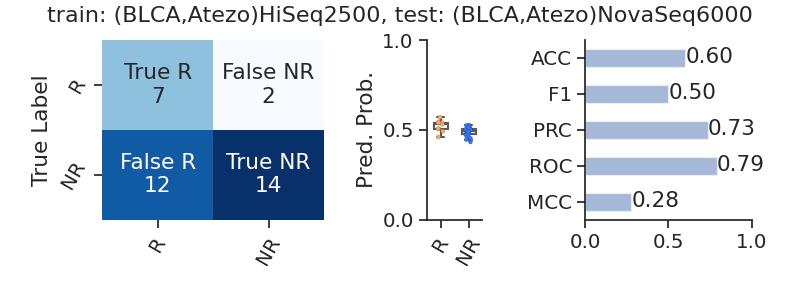 train: (BLCA,Atezo)HiSeq2500, test: (BLCA,Atezo)NovaSeq6000
True Label
R
NR
True R
7
False NR
2
False R
12
True NR
14
R
NR
Pred. Prob.
1.0
0.5
0.0
R
NR
ACC
0.60
F1
0.50
PRC
0.73
ROC
0.79
MCC
0.28
0.0
0.5
1.0